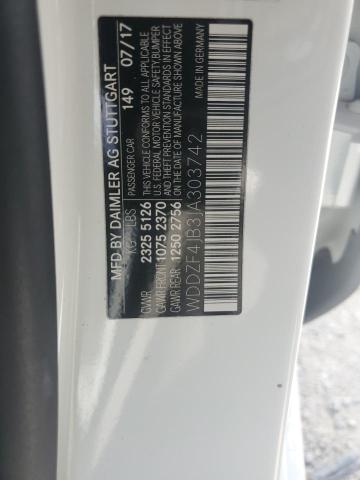 MFD BY DAIMLER AG STUTTGART
PASSENGER CAR 149 07/17
KG LBS
GVWR 2325 5126
GAWR FRONT 1075 2370
GAWR REAR 1250 2756
THIS VEHICLE CONFORMS TO ALL APPLICABLE
U.S. FEDERAL MOTOR VEHICLE SAFETY/BUMPER
AND THEFT PREVENTION STANDARDS IN EFFECT
ON THE DATE OF MANUFACTURE SHOWN ABOVE.
WDDZF4JB3JA303742
MADE IN GERMANY